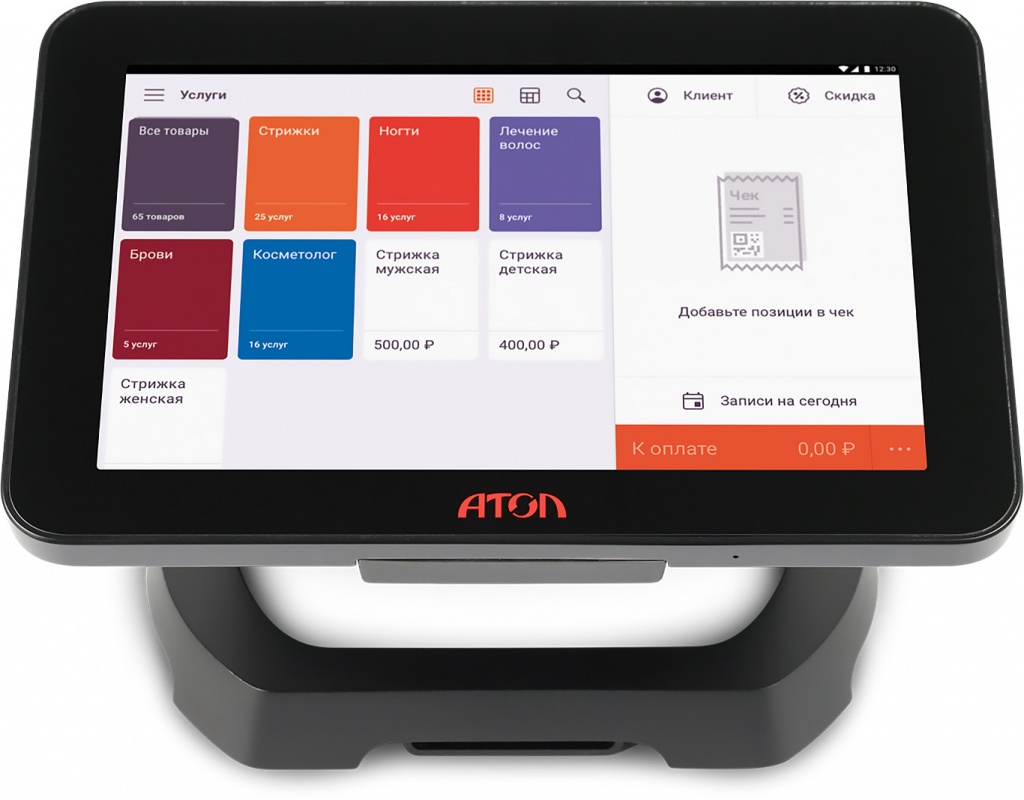 12:30
Услуги
Клиент
Скидка
Все товары
65 товаров
Стрижки
25 услуг
Ногти
16 услуг
Лечение
волос
8 услуг
Брови
5 услуг
Косметолог
16 услуг
Стрижка
мужская
500,00 ₽
Стрижка
детская
400,00 ₽
Стрижка
женская
Чек
Добавьте позиции в чек
Записи на сегодня
К оплате 0,00 ₽
АТОЛ